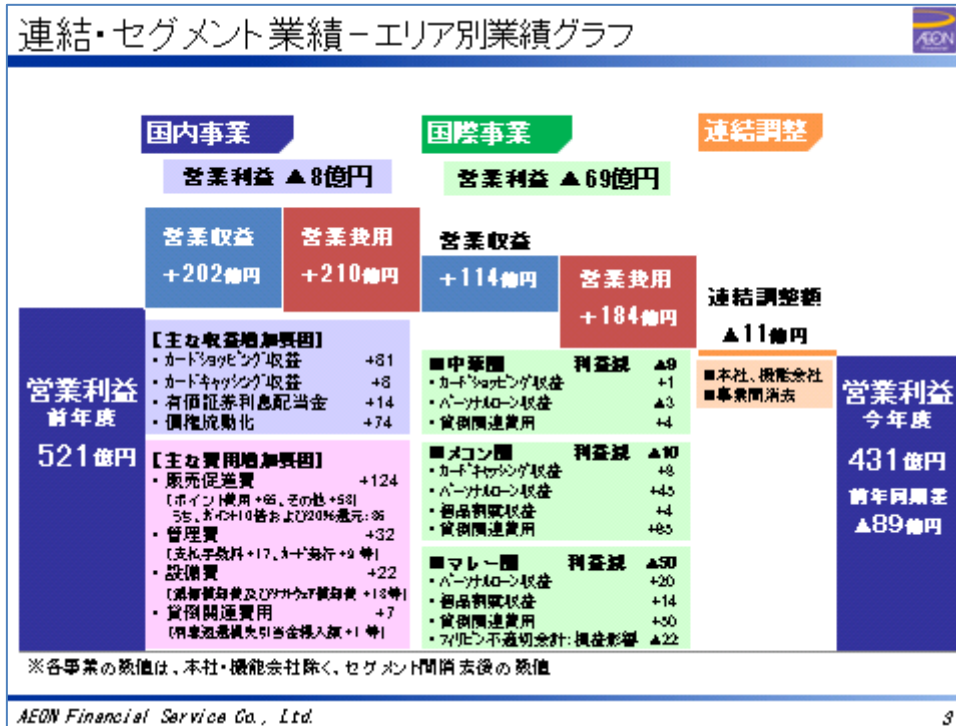 連結・セグメント業績－エリア別業績グラフ
AEON
Financial
国内事業
営業利益 ▲8億円
営業収益
＋202億円
営業費用
＋210億円
【主な収益増加要因】
・カードショッピング収益 +81
・カードキャッシング収益 +8
・有価証券利息配当金 +14
・債権流動化 +74
【主な費用増加要因】
・販売促進費 +124
・管理費 +32
・設備費 +22
・貸倒関連費用 +7
国際事業
営業利益 ▲69億円
営業収益
＋114億円
営業費用
＋184億円
■中華圏 利益減 ▲9
・カードショッピング収益 +1
・パーソナルローン収益 ▲3
・貸倒関連費用 +4
■メコン圏 利益減 ▲10
・カードキャッシング収益 +8
・パーソナルローン収益 +45
・個品割賦収益 +4
・貸倒関連費用
■マレー圏 利益減 ▲50
・パーソナルローン収益 +20
・個品割賦収益 +14
・貸倒関連費用
・フィリピン不適切会計:損益影響 ▲22
連結調整
連結調整額
▲11億円
■本社、機能会社
■事業間消去
営業利益
前年度
521億円
営業利益
今年度
431億円
前年同期差
▲89億円
※各事業の数値は、本社・機能会社除く、セグメント間消去後の数値
AEON Financial Service Co., Ltd.
3